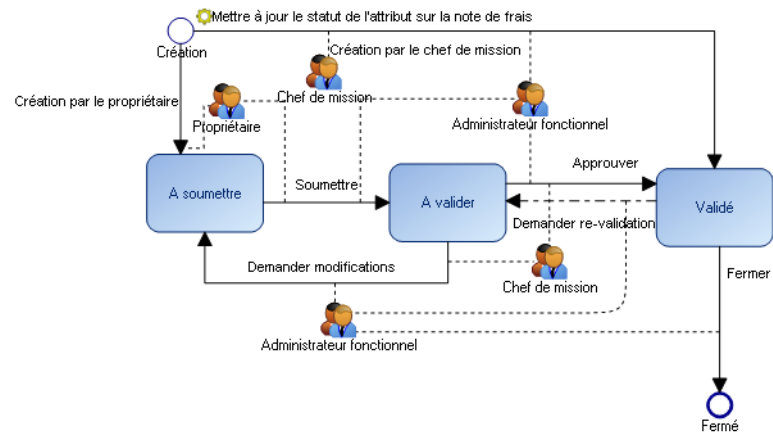 Mettre à jour le statut de l'attribut sur la note de frais
Création
Création par le chef de mission
Chef de mission
Création par le propriétaire
Propriétaire
Administrateur fonctionnel
A soumettre
Soumettre
A valider
Approuver
Validé
Demander re-validation
Demander modifications
Chef de mission
Fermer
Administrateur fonctionnel
Fermé